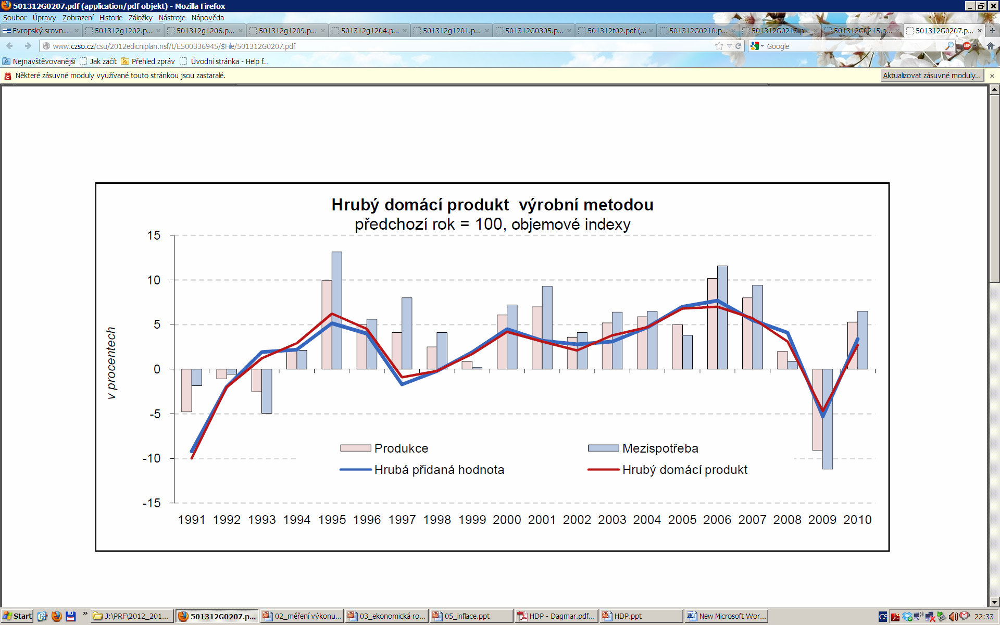 501312G0207.pdf (application/pdf objekt) - Mozilla Firefox
Soubor Úpravy Zobrazení Historie Záložky Nástroje Nápověda
Evropský srovn... 501312g1202.p... 501312g1206.p... 501312g1209.p... 501312g1204.p... 501312g1201.p... 501312G0305.p... 501312t02.pdf (... 501312G0210.p... 501312G0213.p... 501312G0215.p... 501312G0207.p...
www.czso.cz/csu/2012edicniplan.nsf/t/E500336945/$File/501312G0207.pdf Google ABP
Nejnavštěvovanější Jak začít Přehled zpráv Úvodní stránka - Help f...
Některé zásuvné moduly využívané touto stránkou jsou zastaralé. Aktualizovat zásuvné moduly...
Hrubý domácí produkt výrobní metodou
předchozí rok = 100, objemové indexy
v procentech
15
10
5
0
-5
-10
-15
Produkce Mezispotřeba
Hrubá přidaná hodnota Hrubý domácí produkt
1991 1992 1993 1994 1995 1996 1997 1998 1999 2000 2001 2002 2003 2004 2005 2006 2007 2008 2009 2010
Start » J:\PRF\2012_201... 501312G0207.p... 02_měření výkonu... 03_ekonomická ro... 05_inflace.ppt HDP - Dagmar.pdf... HDP.ppt New Microsoft Wor... CS 22:33